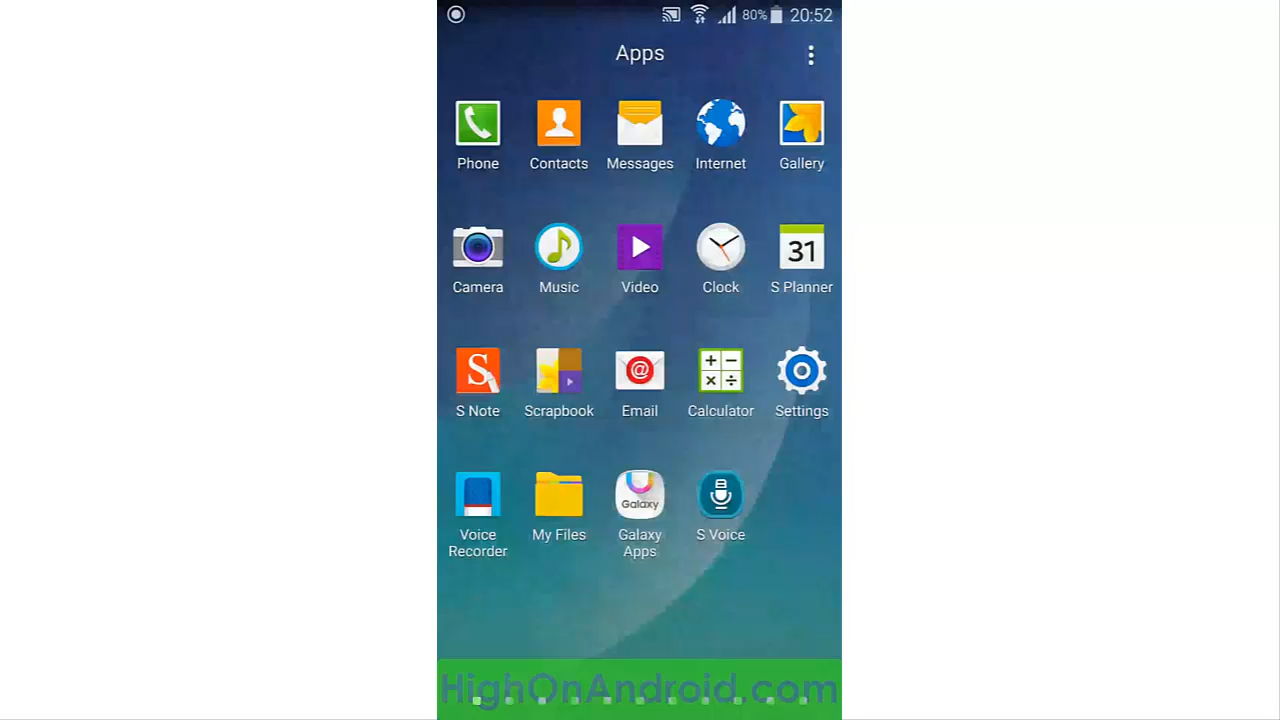 80% 20:52
Apps
Phone Contacts Messages Internet Gallery
31
Camera Music Video Clock S Planner
S @ + − × ÷
S Note Scrapbook Email Calculator Settings
Galaxy
Voice Recorder My Files Galaxy Apps S Voice
HighOnAndroid.com